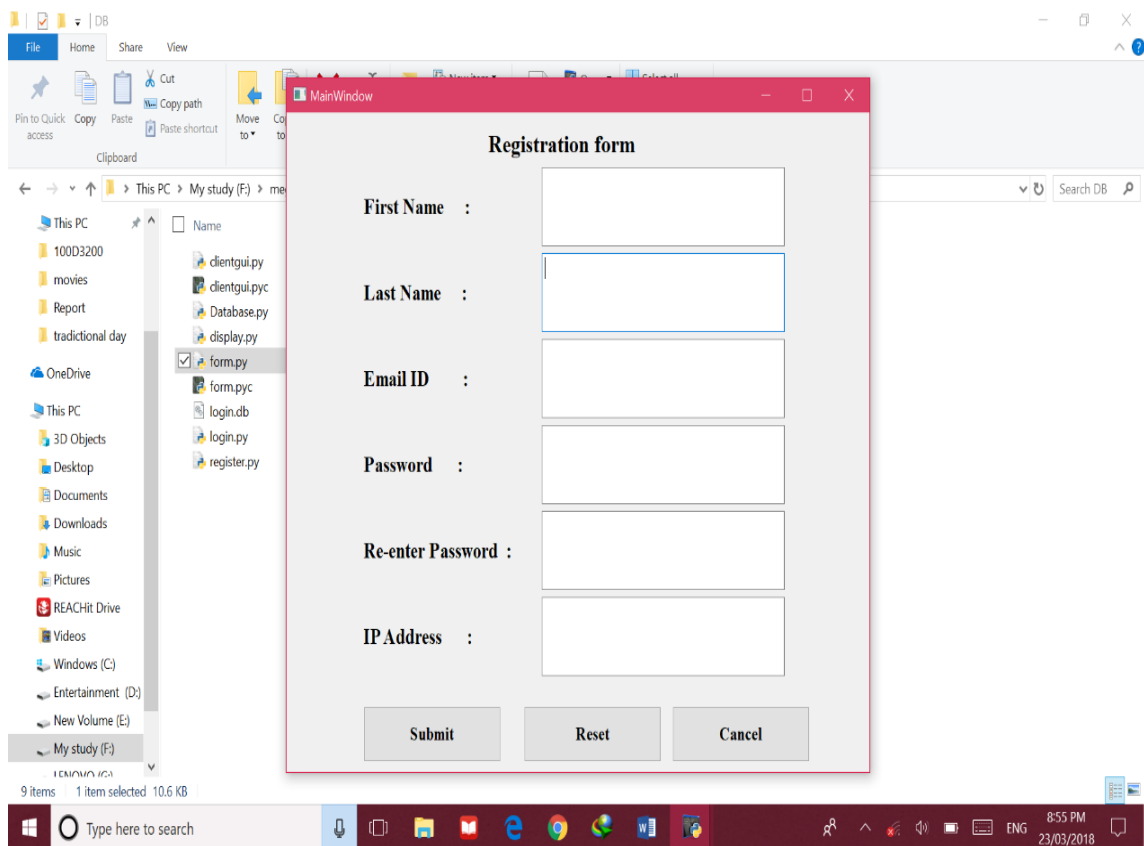 DB
File Home Share View
Pin to Quick access
Copy
Paste
Cut
Copy path
Paste shortcut
Move to
Clipboard
This PC > My study (F:) >
Search DB
This PC
100D3200
movies
Report
tradictional day
OneDrive
This PC
3D Objects
Desktop
Documents
Downloads
Music
Pictures
REACHit Drive
Videos
Windows (C:)
Entertainment (D:)
New Volume (E:)
My study (F:)
Name
clientgui.py
clientgui.pyc
Database.py
display.py
form.py
form.pyc
login.db
login.py
register.py
MainWindow
Registration form
First Name :
Last Name :
Email ID :
Password :
Re-enter Password :
IP Address :
Submit Reset Cancel
9 items 1 item selected 10.6 KB
Type here to search
ENG
8:55 PM
23/03/2018